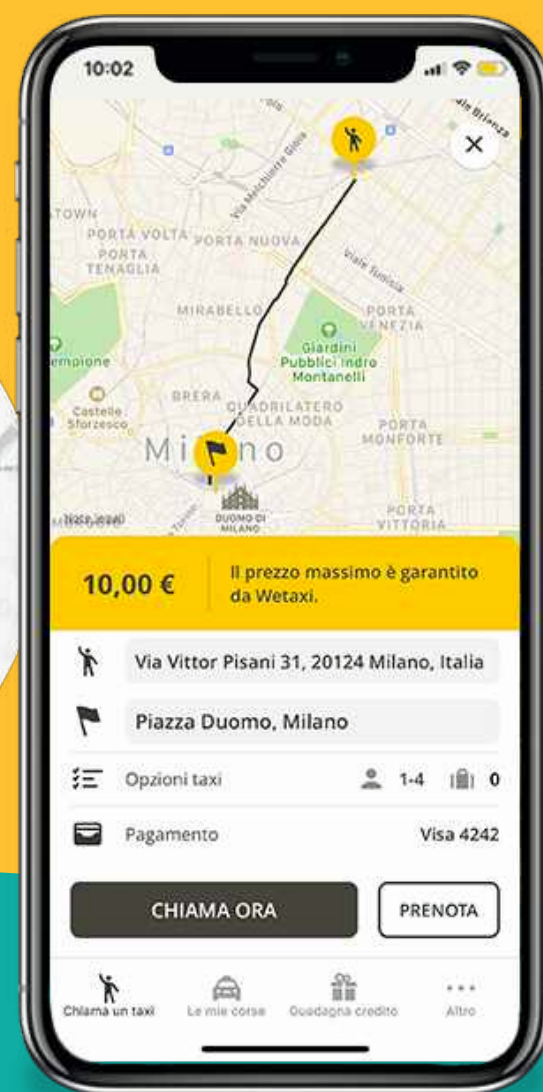 10:02
Via Melchiorre Gioia
PORTA VOLTA
PORTA NUOVA
PORTA
TENAGLIA
Viale Tunisia
MIRABELLO
PORTA
VENEZIA
Giardini
Pubblici Indro
Montanelli
BRERA
QUADRILATERO
DELLA MODA
Castello
Sforzesco
PORTA
MONFORTE
DUOMO DI
MILANO
PORTA
VITTORIA
10,00 €
Il prezzo massimo è garantito
da Wetaxi.
Via Vittor Pisani 31, 20124 Milano, Italia
Piazza Duomo, Milano
Opzioni taxi
1-4
0
Pagamento
Visa 4242
CHIAMA ORA
PRENOTA
Chiama un taxi
Le mie corse
Guadagna credito
Altro